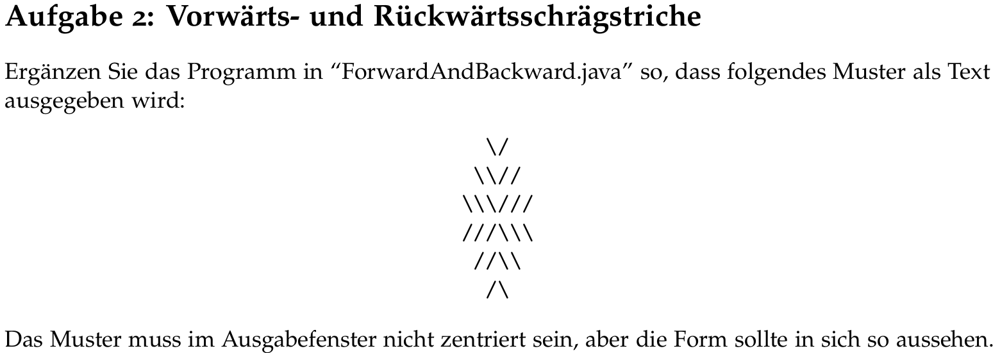 Aufgabe 2: Vorwärts- und Rückwärtsschrägstriche
Ergänzen Sie das Programm in “ForwardAndBackward.java” so, dass folgendes Muster als Text
ausgegeben wird:
\/
\\//
\\\///
///\\\
//\\
/\
Das Muster muss im Ausgabefenster nicht zentriert sein, aber die Form sollte in sich so aussehen.